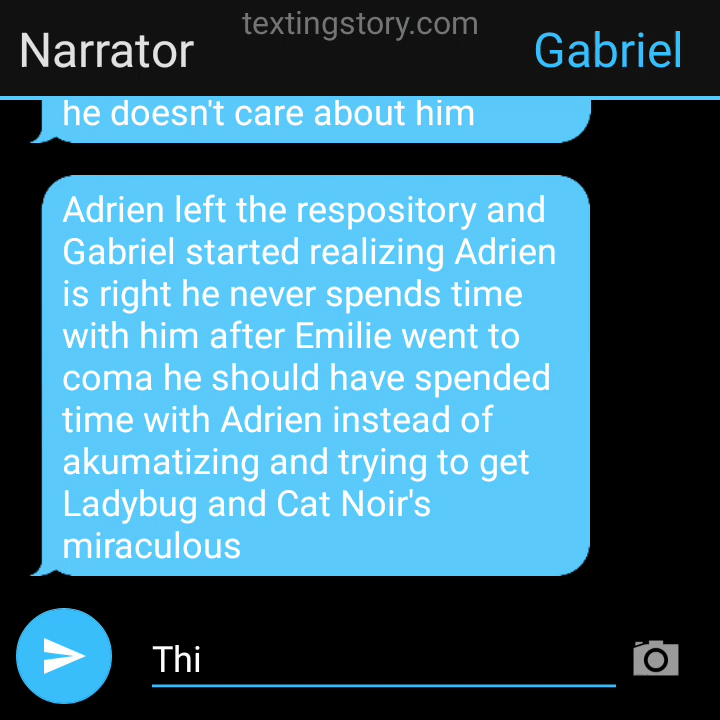 textingstory.com
Narrator
Gabriel
he doesn't care about him
Adrien left the respository and
Gabriel started realizing Adrien
is right he never spends time
with him after Emilie went to
coma he should have spended
time with Adrien instead of
akumatizing and trying to get
Ladybug and Cat Noir's
miraculous
Thi